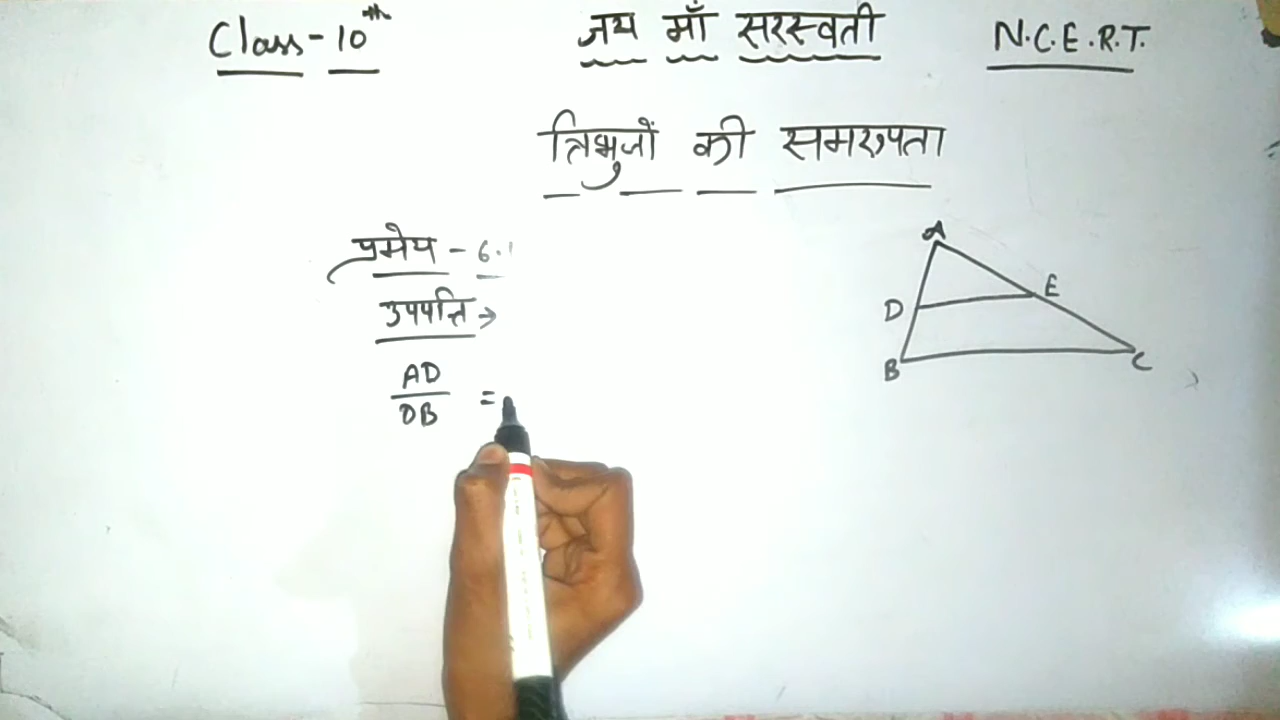 Class - 10th जय माँ सरस्वती N.C.E.R.T.
त्रिभुजों की समरुपता
प्रमेय - 6.1
उपपत्ति →
AD
DB =
A
D E
B C